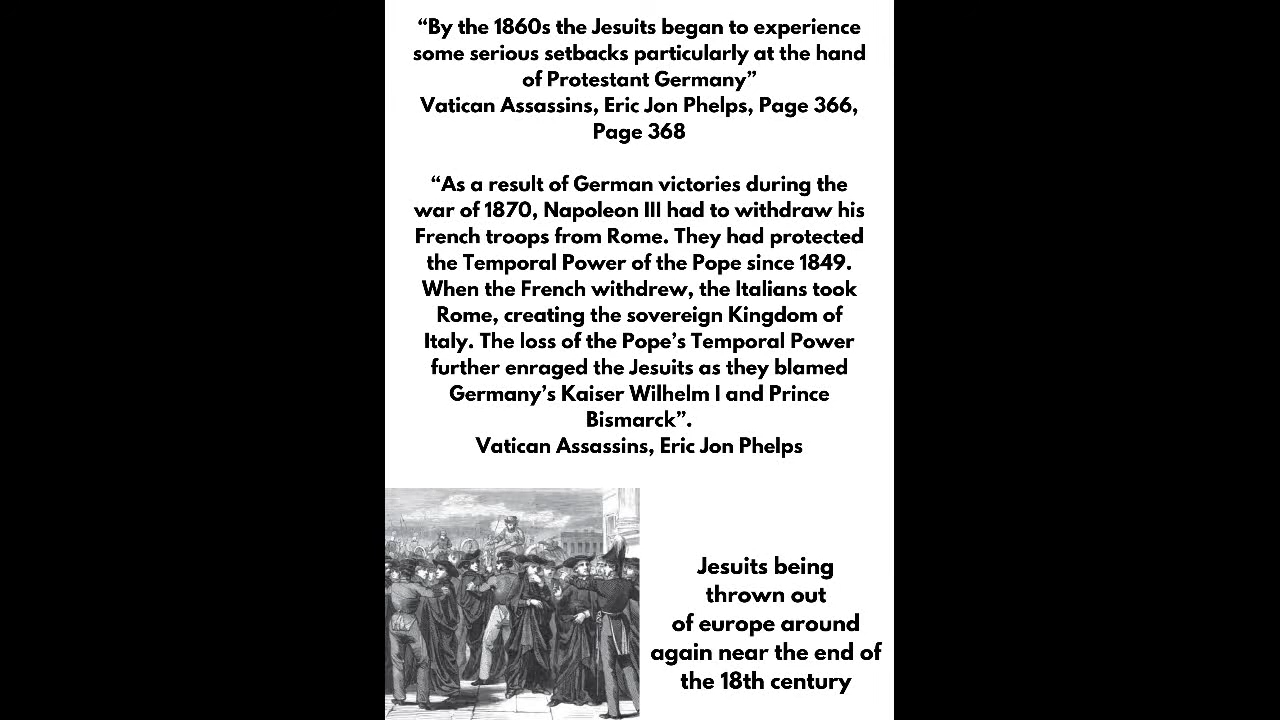 “By the 1860s the Jesuits began to experience
some serious setbacks particularly at the hand
of Protestant Germany”
Vatican Assassins, Eric Jon Phelps, Page 366,
Page 368
“As a result of German victories during the
war of 1870, Napoleon III had to withdraw his
French troops from Rome. They had protected
the Temporal Power of the Pope since 1849.
When the French withdrew, the Italians took
Rome, creating the sovereign Kingdom of
Italy. The loss of the Pope’s Temporal Power
further enraged the Jesuits as they blamed
Germany’s Kaiser Wilhelm I and Prince
Bismarck”.
Vatican Assassins, Eric Jon Phelps
Jesuits being
thrown out
of europe around
again near the end of
the 18th century